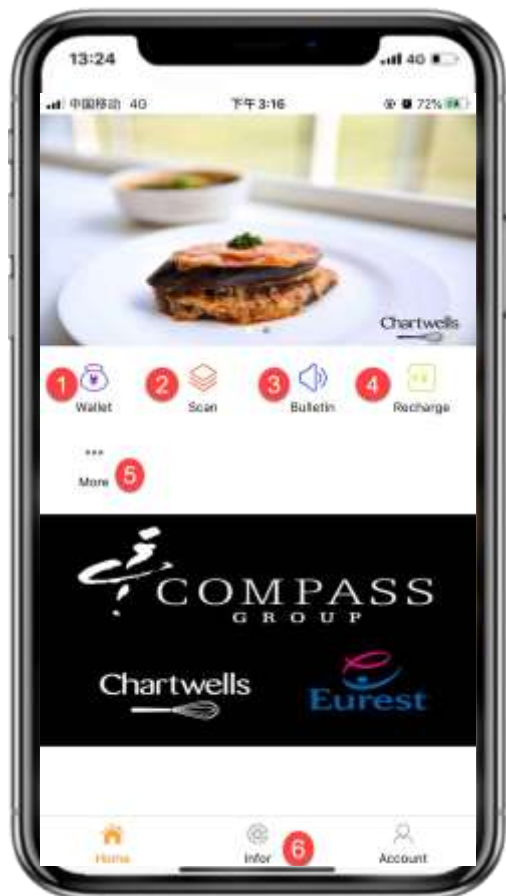 13:24 4G
中国移动 4G 下午 3:16 72%
Chartwells
1 2 3 4
Wallet Scan Bulletin Recharge
More 5
COMPASS
GROUP
Chartwells Eurest
6
Home Infor Account